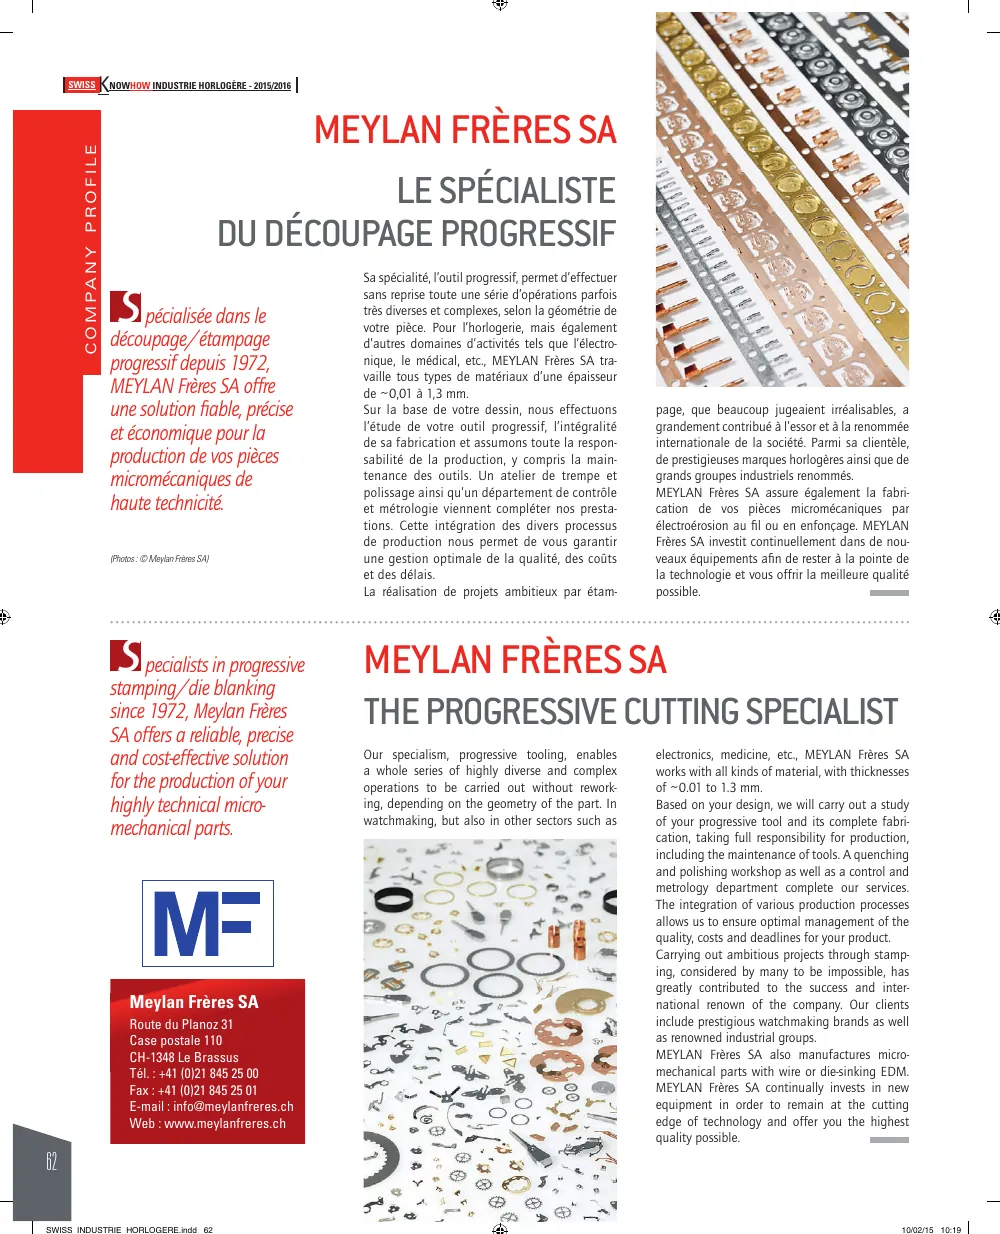 SWISS KNOWHOW INDUSTRIE HORLOGÈRE - 2015/2016
COMPANY PROFILE
MEYLAN FRÈRES SA
LE SPÉCIALISTE
DU DÉCOUPAGE PROGRESSIF
Spécialisée dans le
découpage/étampage
progressif depuis 1972,
MEYLAN Frères SA offre
une solution fiable, précise
et économique pour la
production de vos pièces
micromécaniques de
haute technicité.
(Photos : © Meylan Frères SA)
Sa spécialité, l'outil progressif, permet d'effectuer
sans reprise toute une série d'opérations parfois
très diverses et complexes, selon la géométrie de
votre pièce. Pour l'horlogerie, mais également
d'autres domaines d'activités tels que l'électro-
nique, le médical, etc., MEYLAN Frères SA tra-
vaille tous types de matériaux d'une épaisseur
de ~0,01 à 1,3 mm.
Sur la base de votre dessin, nous effectuons
l'étude de votre outil progressif, l'intégralité
de sa fabrication et assumons toute la respon-
sabilité de la production, y compris la main-
tenance des outils. Un atelier de trempe et
polissage ainsi qu'un département de contrôle
et métrologie viennent compléter nos presta-
tions. Cette intégration des divers processus
de production nous permet de vous garantir
une gestion optimale de la qualité, des coûts
et des délais.
La réalisation de projets ambitieux par étam-
page, que beaucoup jugeaient irréalisables, a
grandement contribué à l'essor et à la renommée
internationale de la société. Parmi sa clientèle,
de prestigieuses marques horlogères ainsi que de
grands groupes industriels renommés.
MEYLAN Frères SA assure également la fabri-
cation de vos pièces micromécaniques par
électroérosion au fil ou en enfonçage. MEYLAN
Frères SA investit continuellement dans de nou-
veaux équipements afin de rester à la pointe de
la technologie et vous offrir la meilleure qualité
possible.
Specialists in progressive
stamping/die blanking
since 1972, Meylan Frères
SA offers a reliable, precise
and cost-effective solution
for the production of your
highly technical micro-
mechanical parts.
MEYLAN FRÈRES SA
THE PROGRESSIVE CUTTING SPECIALIST
Our specialism, progressive tooling, enables
a whole series of highly diverse and complex
operations to be carried out without rework-
ing, depending on the geometry of the part. In
watchmaking, but also in other sectors such as
electronics, medicine, etc., MEYLAN Frères SA
works with all kinds of material, with thicknesses
of ~0.01 to 1.3 mm.
Based on your design, we will carry out a study
of your progressive tool and its complete fabri-
cation, taking full responsibility for production,
including the maintenance of tools. A quenching
and polishing workshop as well as a control and
metrology department complete our services.
The integration of various production processes
allows us to ensure optimal management of the
quality, costs and deadlines for your product.
Carrying out ambitious projects through stamp-
ing, considered by many to be impossible, has
greatly contributed to the success and inter-
national renown of the company. Our clients
include prestigious watchmaking brands as well
as renowned industrial groups.
MEYLAN Frères SA also manufactures micro-
mechanical parts with wire or die-sinking EDM.
MEYLAN Frères SA continually invests in new
equipment in order to remain at the cutting
edge of technology and offer you the highest
quality possible.
MF
Meylan Frères SA
Route du Planoz 31
Case postale 110
CH-1348 Le Brassus
Tél. : +41 (0)21 845 25 00
Fax : +41 (0)21 845 25 01
E-mail : info@meylanfreres.ch
Web : www.meylanfreres.ch
62
SWISS_INDUSTRIE_HORLOGERE.indd 62
10/02/15 10:19